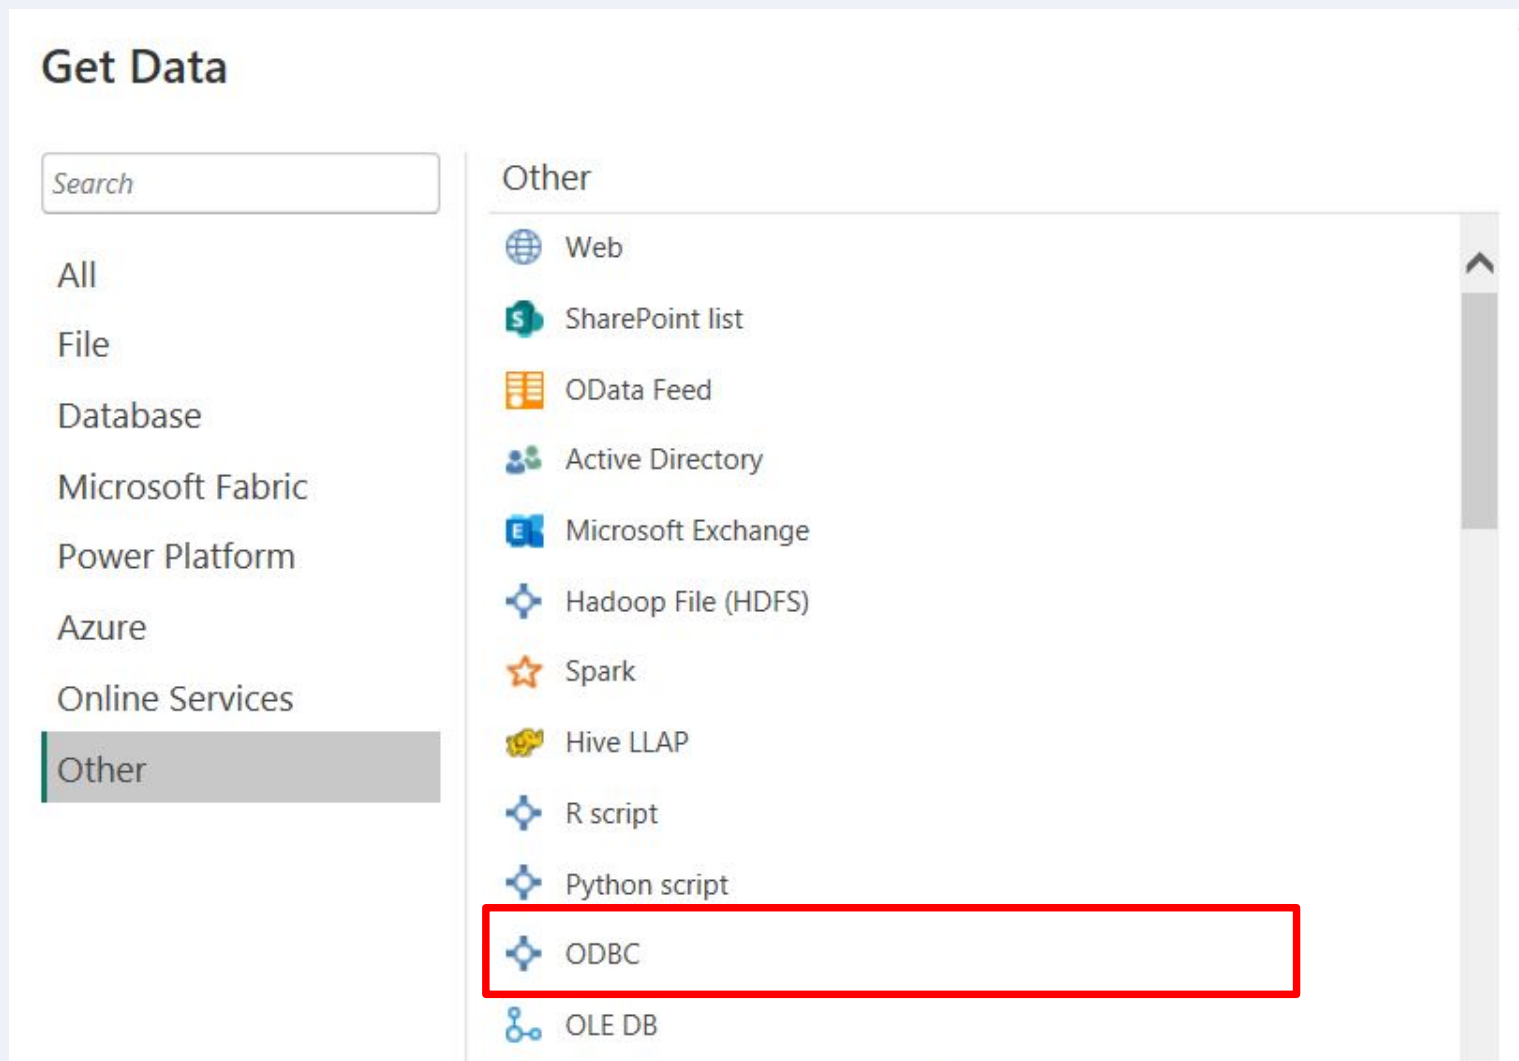 Get Data
Search
All
File
Database
Microsoft Fabric
Power Platform
Azure
Online Services
Other
Other
Web
SharePoint list
OData Feed
Active Directory
Microsoft Exchange
Hadoop File (HDFS)
Spark
Hive LLAP
R script
Python script
ODBC
OLE DB